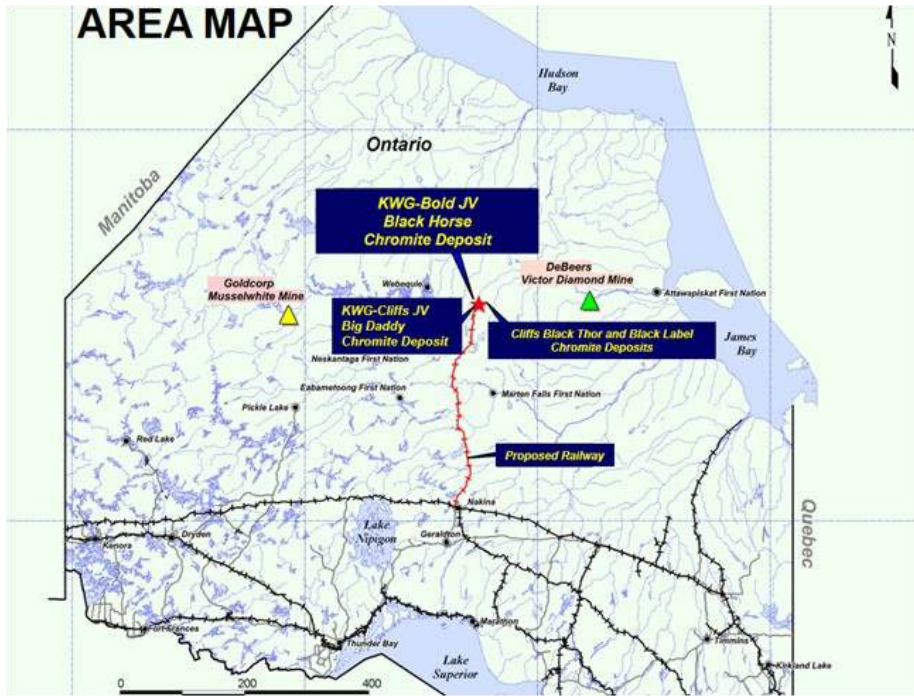 AREA MAP
N
Hudson
Bay
Ontario
Manitoba
KWG-Bold JV
Black Horse
Chromite Deposit
DeBeers
Victor Diamond Mine
Goldcorp
Musselwhite Mine
Webequie
Attawapiskat First Nation
KWG-Cliffs JV
Big Daddy
Chromite Deposit
Cliffs Black Thor and Black Label
Chromite Deposits
James
Bay
Neskantaga First Nation
Eabametoong First Nation
Marten Falls First Nation
Pickle Lake
Red Lake
Proposed Railway
Nakina
Quebec
Lake
Nipigon
Geraldton
Dryden
Kenora
Fort Frances
Marathon
Thunder Bay
Timmins
Kirkland Lake
Lake
Superior
0 200 400